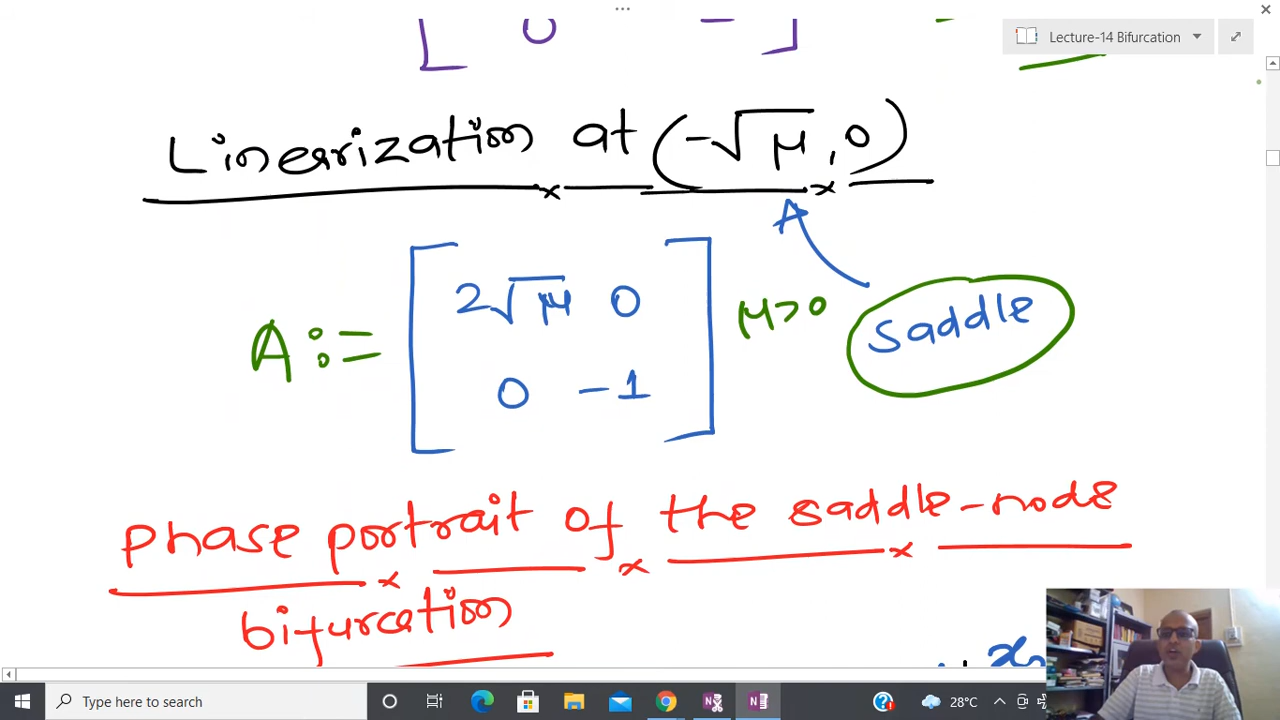 Lecture-14 Bifurcation
0 -
Linearization at (-√μ, 0)
A := [ 2√μ 0
0 -1 ] μ>0
saddle
phase portrait of the saddle-node
bifurcation
Type here to search
28°C